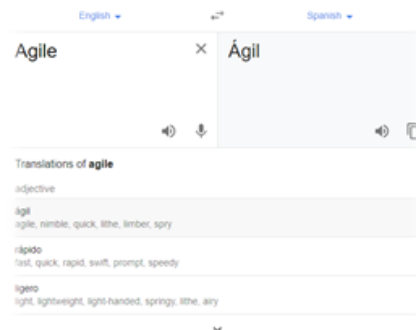 English Spanish
Agile Ágil
Translations of agile
adjective
ágil
agile, nimble, quick, lithe, limber, spry
rápido
fast, quick, rapid, swift, prompt, speedy
ligero
light, lightweight, light-handed, springy, lithe, airy